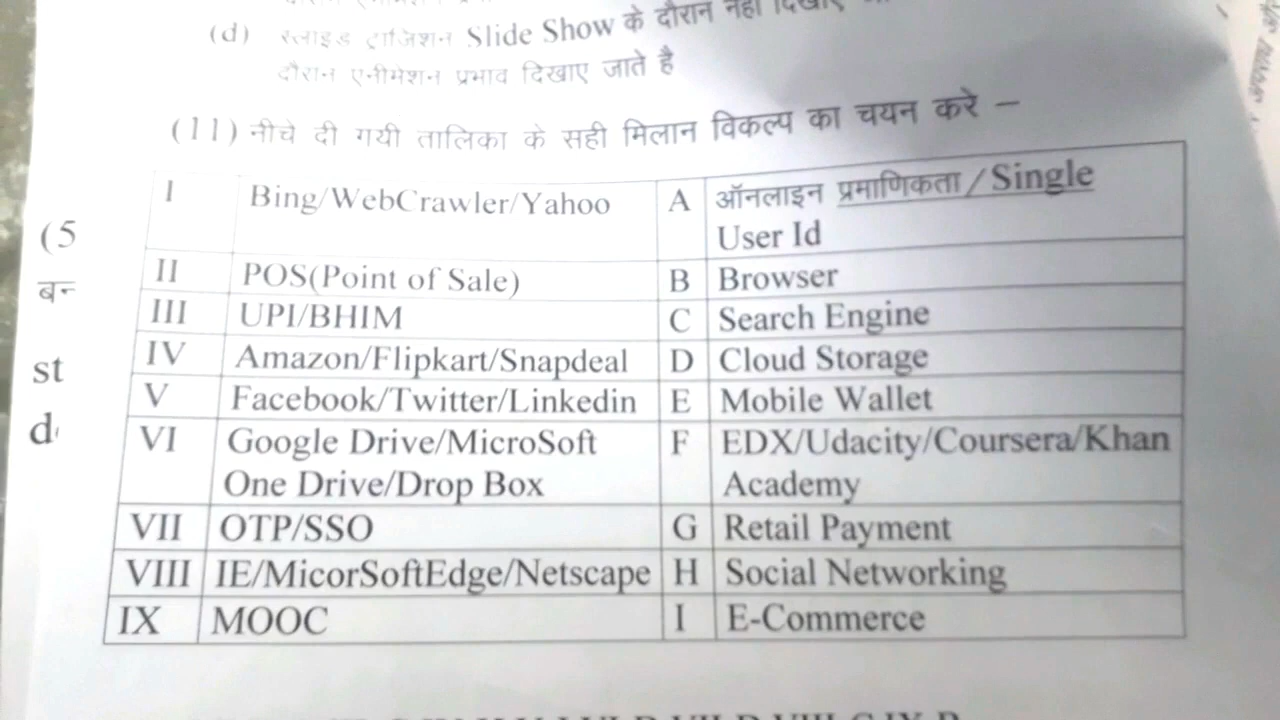 (d) स्लाइड ट्रांजिशन Slide Show के दौरान नहीं
दौरान एनीमेशन प्रभाव दिखाए जाते है
(11) नीचे दी गयी तालिका के सही मिलान विकल्प का चयन करे –
I Bing/WebCrawler/Yahoo A ऑनलाइन प्रमाणिकता/Single
User Id
II POS(Point of Sale) B Browser
III UPI/BHIM C Search Engine
IV Amazon/Flipkart/Snapdeal D Cloud Storage
V Facebook/Twitter/Linkedin E Mobile Wallet
VI Google Drive/MicroSoft F EDX/Udacity/Coursera/Khan
One Drive/Drop Box Academy
VII OTP/SSO G Retail Payment
VIII IE/MicorSoftEdge/Netscape H Social Networking
IX MOOC I E-Commerce
(5
st